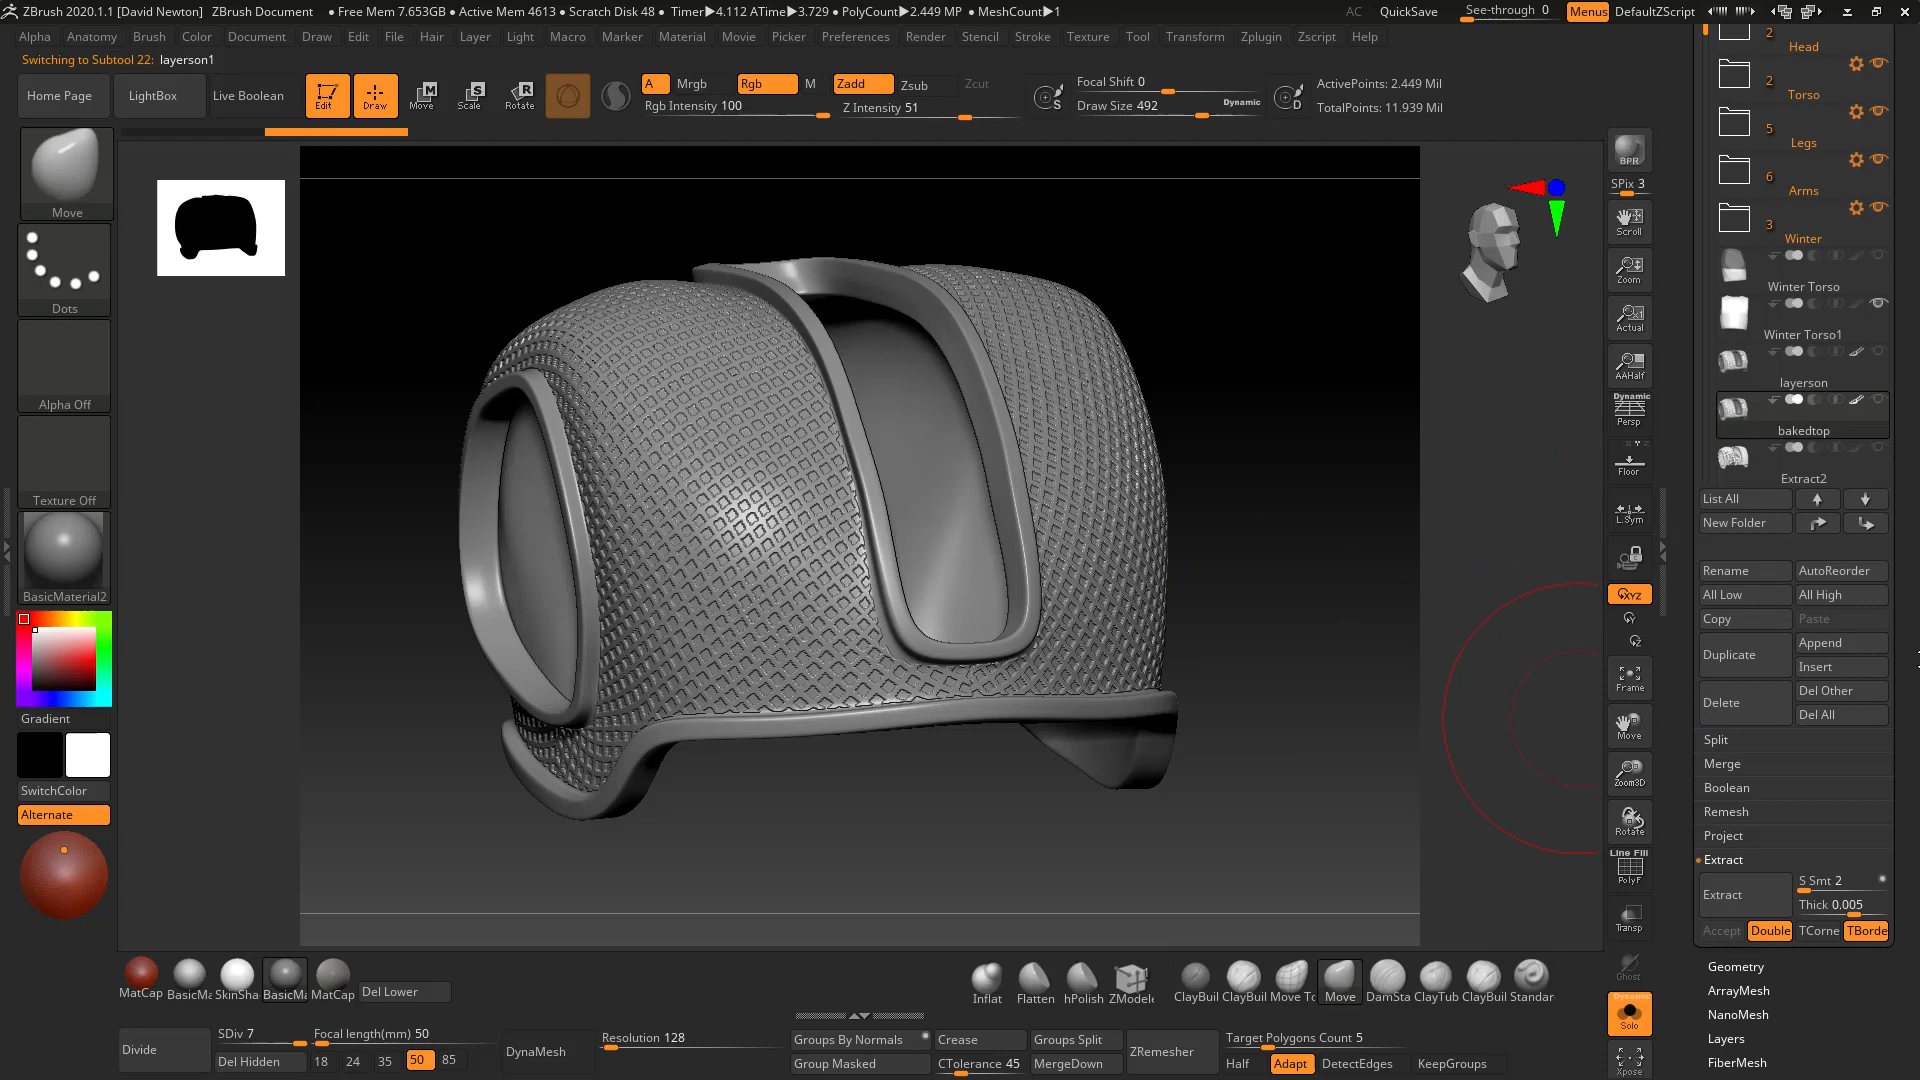 ZBrush 2020.1.1 [David Newton] ZBrush Document • Free Mem 7.653GB • Active Mem 4613 • Scratch Disk 48 • Timer▶4.112 ATime▶3.729 • PolyCount▶2.449 MP • MeshCount▶1 AC QuickSave See-through 0 Menus DefaultZScript
Alpha Anatomy Brush Color Document Draw Edit File Hair Layer Light Macro Marker Material Movie Picker Preferences Render Stencil Stroke Texture Tool Transform Zplugin Zscript Help
Switching to Subtool 22: layerson1
Home Page LightBox Live Boolean Edit Draw Move Scale Rotate
A Mrgb Rgb M Zadd Zsub Zcut
Rgb Intensity 100 Z Intensity 51
Focal Shift 0
Draw Size 492 Dynamic
ActivePoints: 2.449 Mil
TotalPoints: 11.939 Mil
Move
Dots
Alpha Off
Texture Off
BasicMaterial2
Gradient
SwitchColor
Alternate
BPR
SPix 3
Scroll
Zoom
Actual
AAHalf
Dynamic
Persp
Floor
L.Sym
XYZ
Frame
Move
Zoom3D
Rotate
Line Fill
PolyF
Transp
Ghost
Dynamic
Solo
Xpose
2
Head
2
Torso
5
Legs
6
Arms
3
Winter
Winter Torso
Winter Torso1
layerson
bakedtop
Extract2
List All
New Folder
Rename AutoReorder
All Low All High
Copy Paste
Duplicate Append
Insert
Delete Del Other
Del All
Split
Merge
Boolean
Remesh
Project
Extract
Extract S Smt 2
Thick 0.005
Accept Double TCorne TBorde
Geometry
ArrayMesh
NanoMesh
Layers
FiberMesh
MatCap BasicMa SkinSha BasicMa MatCap Del Lower
Inflat Flatten hPolish ZModele ClayBuil ClayBuil Move To Move DamSta ClayTub ClayBuil Standar
Divide
SDiv 7 Focal length(mm) 50
Del Hidden 18 24 35 50 85
DynaMesh
Resolution 128
Groups By Normals Crease Groups Split
Group Masked CTolerance 45 MergeDown
ZRemesher
Target Polygons Count 5
Half Adapt DetectEdges KeepGroups